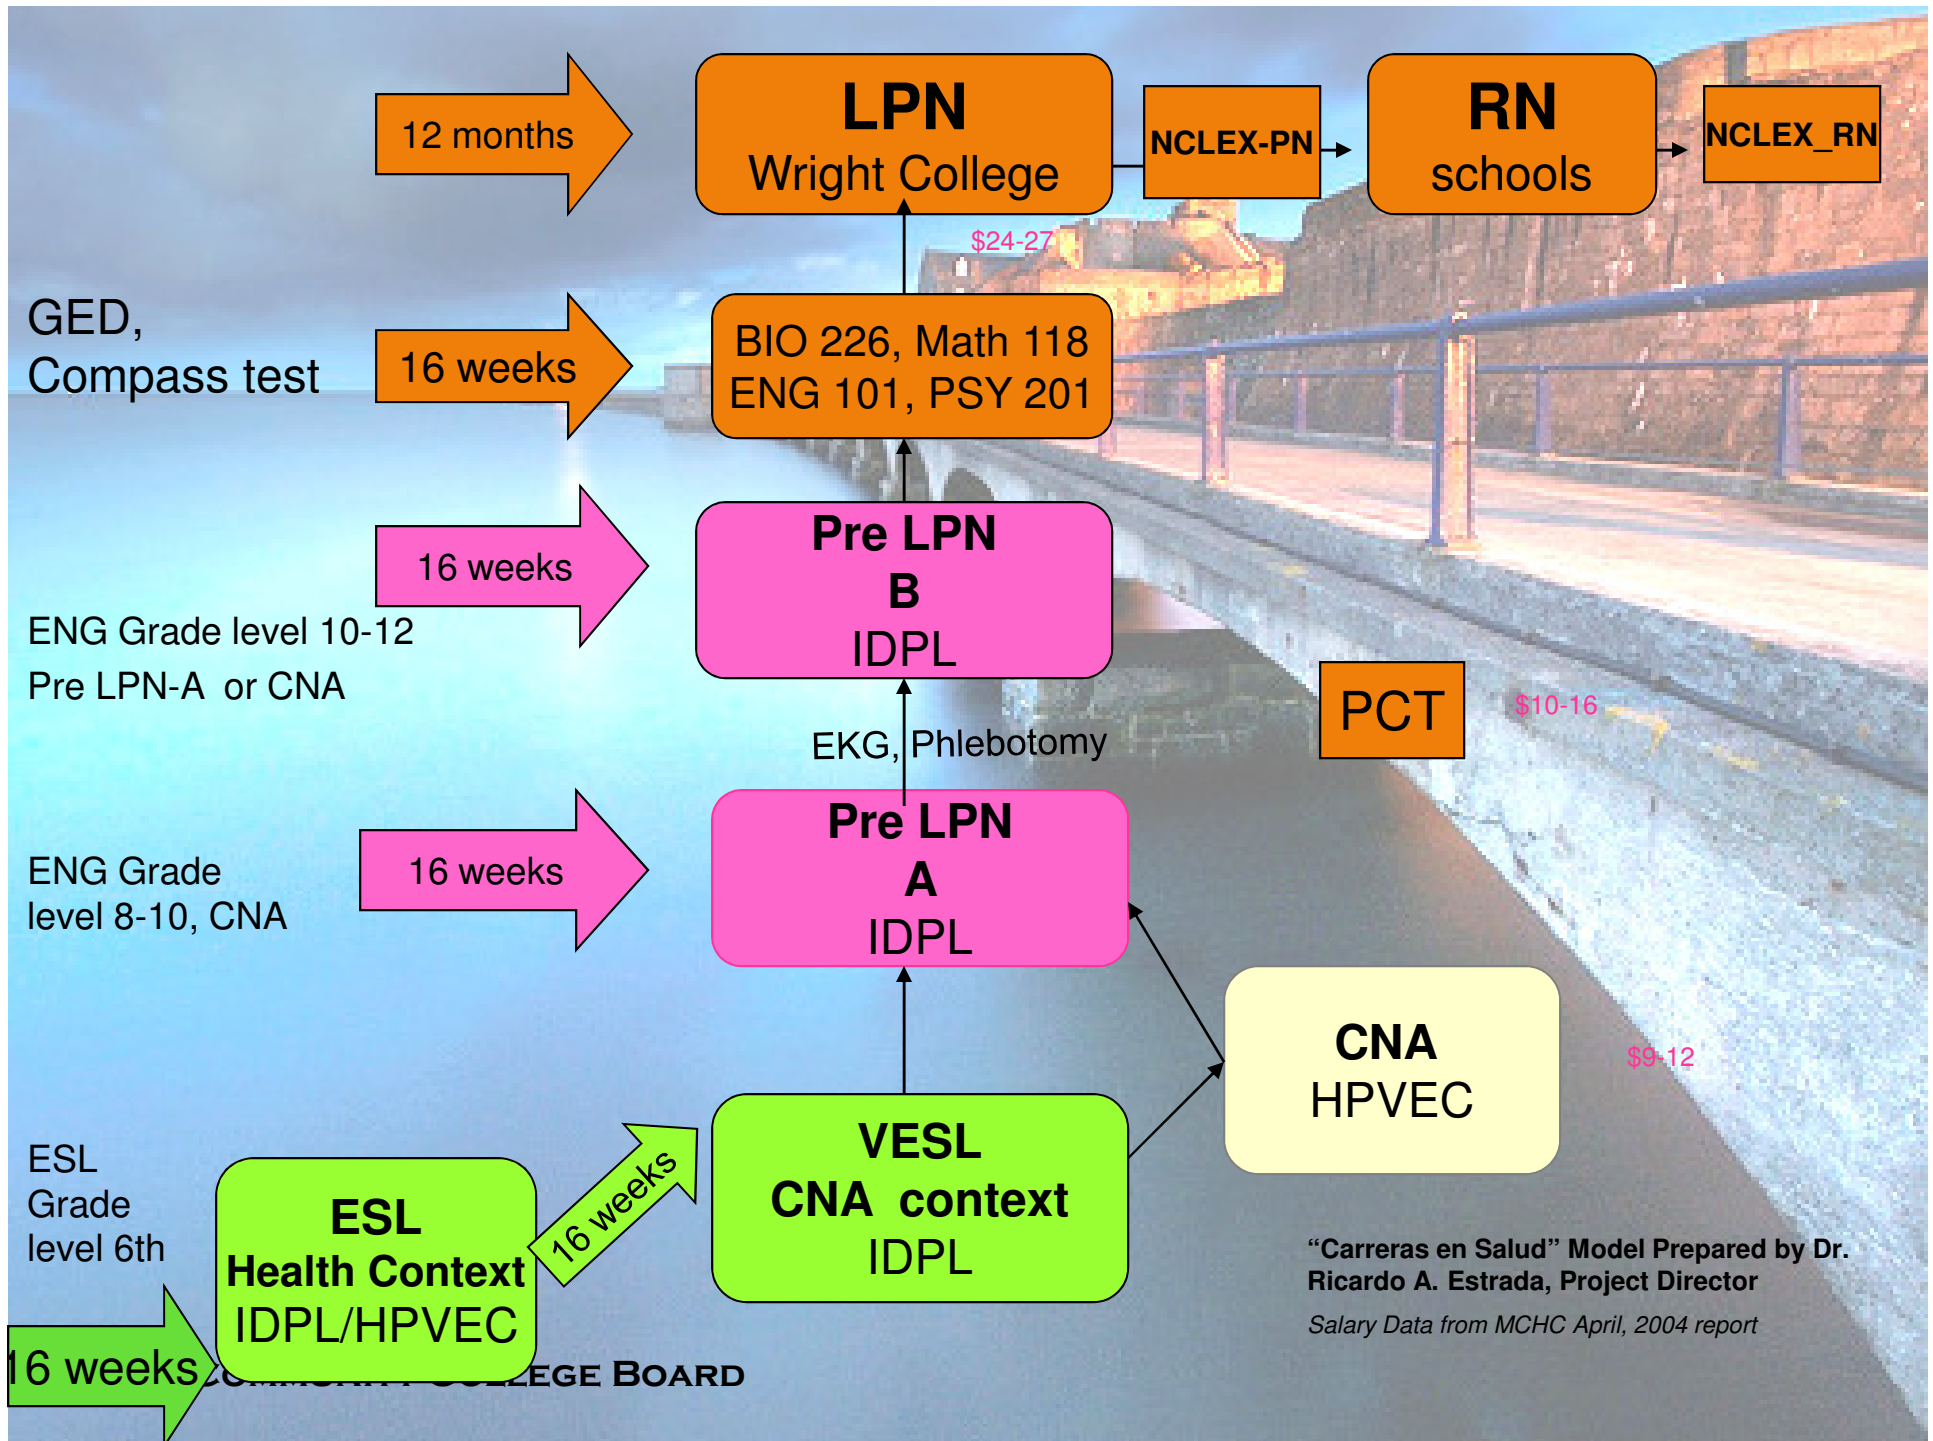 12 months
LPN
Wright College
NCLEX-PN
RN
schools
NCLEX_RN
$24-27
GED,
Compass test
16 weeks
BIO 226, Math 118
ENG 101, PSY 201
16 weeks
Pre LPN
B
IDPL
ENG Grade level 10-12
Pre LPN-A or CNA
PCT
$10-16
EKG, Phlebotomy
16 weeks
Pre LPN
A
IDPL
ENG Grade
level 8-10, CNA
CNA
HPVEC
$9-12
ESL
Grade
level 6th
ESL
Health Context
IDPL/HPVEC
16 weeks
VESL
CNA context
IDPL
"Carreras en Salud" Model Prepared by Dr.
Ricardo A. Estrada, Project Director
Salary Data from MCHC April, 2004 report
16 weeks
Community College Board